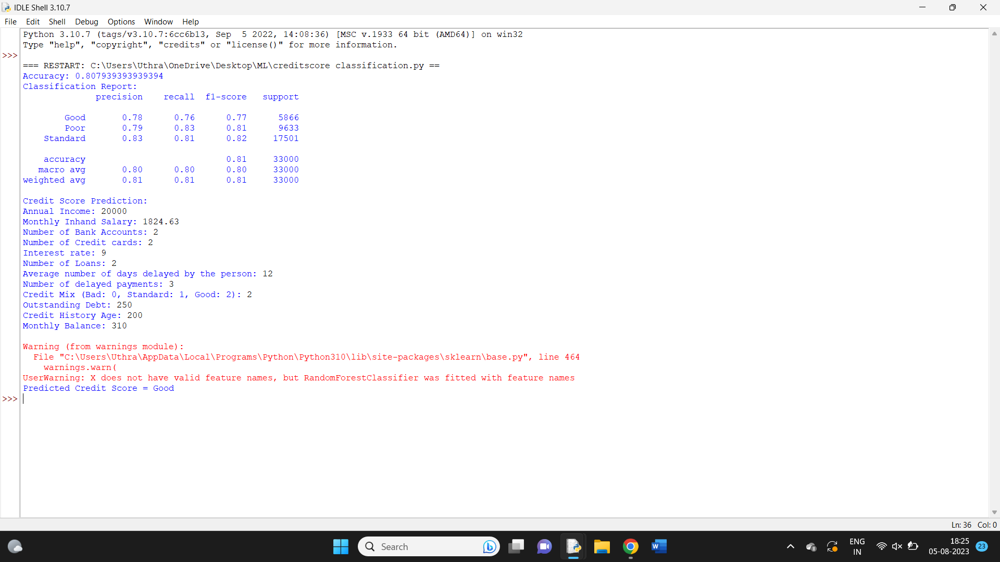 IDLE Shell 3.10.7
File Edit Shell Debug Options Window Help
Python 3.10.7 (tags/v3.10.7:6cc6b13, Sep  5 2022, 14:08:36) [MSC v.1933 64 bit (AMD64)] on win32
Type "help", "copyright", "credits" or "license()" for more information.
>>>
=== RESTART: C:\Users\Uthra\OneDrive\Desktop\ML\creditscore classification.py ==
Accuracy: 0.807939393939394
Classification Report:
precision    recall  f1-score   support
Good       0.78      0.76      0.77      5866
Poor       0.79      0.83      0.81      9633
Standard       0.83      0.81      0.82     17501
accuracy                           0.81     33000
macro avg       0.80      0.80      0.80     33000
weighted avg       0.81      0.81      0.81     33000
Credit Score Prediction:
Annual Income: 20000
Monthly Inhand Salary: 1824.63
Number of Bank Accounts: 2
Number of Credit cards: 2
Interest rate: 9
Number of Loans: 2
Average number of days delayed by the person: 12
Number of delayed payments: 3
Credit Mix (Bad: 0, Standard: 1, Good: 2): 2
Outstanding Debt: 250
Credit History Age: 200
Monthly Balance: 310
Warning (from warnings module):
File "C:\Users\Uthra\AppData\Local\Programs\Python\Python310\lib\site-packages\sklearn\base.py", line 464
warnings.warn(
UserWarning: X does not have valid feature names, but RandomForestClassifier was fitted with feature names
Predicted Credit Score = Good
>>>
Ln: 36 Col: 0
Search
W
ENG
IN
18:25
05-08-2023
23